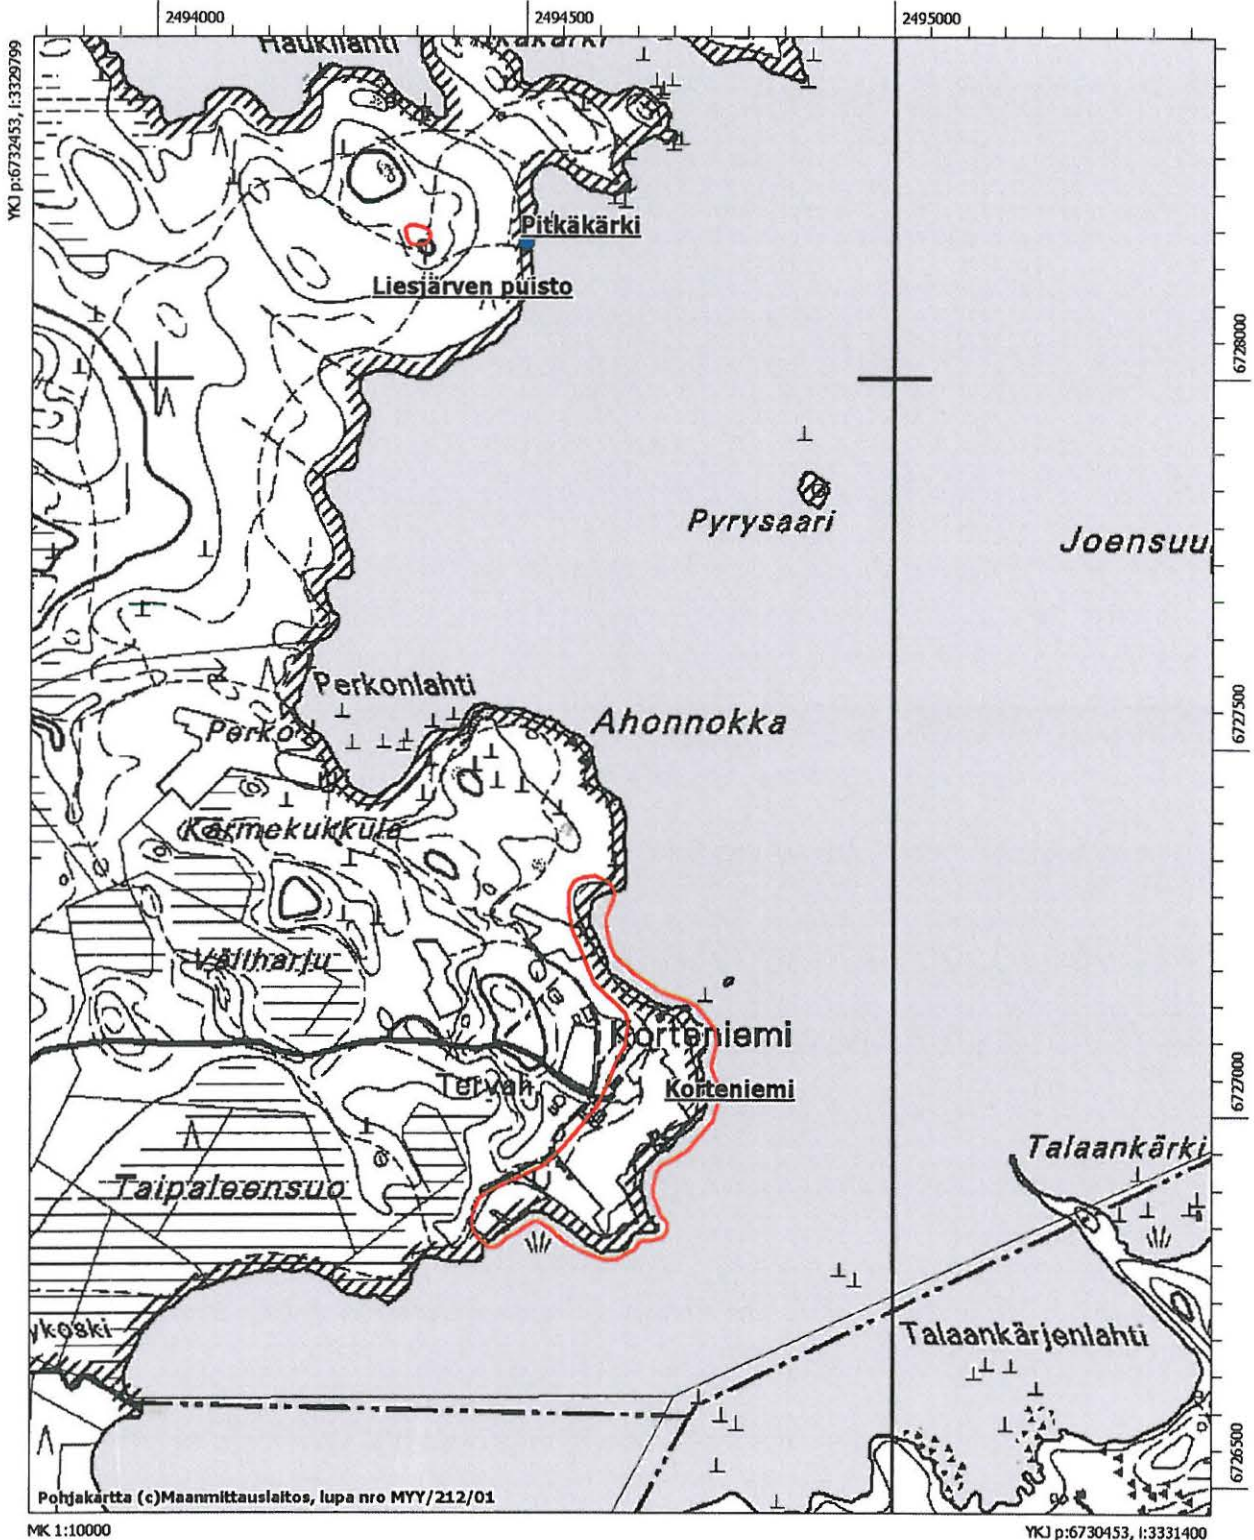 2494000
2494500
2495000
YKJ p:6732453, I:3329799
Haukilahti
Pitkäkärki
Liesjärven puisto
6728000
Pyrysaari
Joensuu
Perkonlahti
Perko
Ahonnokka
6727500
Kärmekukkula
Väliharju
Korteniemi
Tervah.
Korteniemi
6727000
Talaankärki
Taipaleensuo
ykoski
Talaankärjenlahti
6726500
Pohjakartta (c)Maanmittauslaitos, lupa nro MYY/212/01
MK 1:10000
YKJ p:6730453, I:3331400